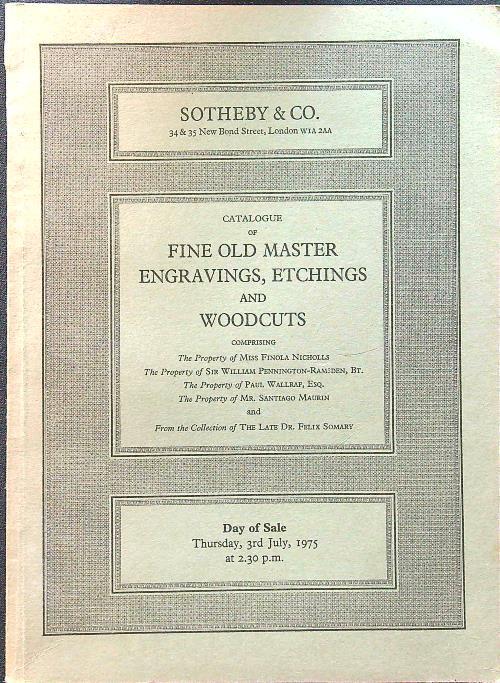 SOTHEBY & CO.
34 & 35 New Bond Street, London W1A 2AA
CATALOGUE
OF
FINE OLD MASTER
ENGRAVINGS, ETCHINGS
AND
WOODCUTS
COMPRISING
The Property of MISS FINOLA NICHOLLS
The Property of SIR WILLIAM PENNINGTON-RAMSDEN, BT.
The Property of PAUL WALLRAF, ESQ.
The Property of MR. SANTIAGO MAURIN
and
From the Collection of THE LATE DR. FELIX SOMARY
Day of Sale
Thursday, 3rd July, 1975
at 2.30 p.m.